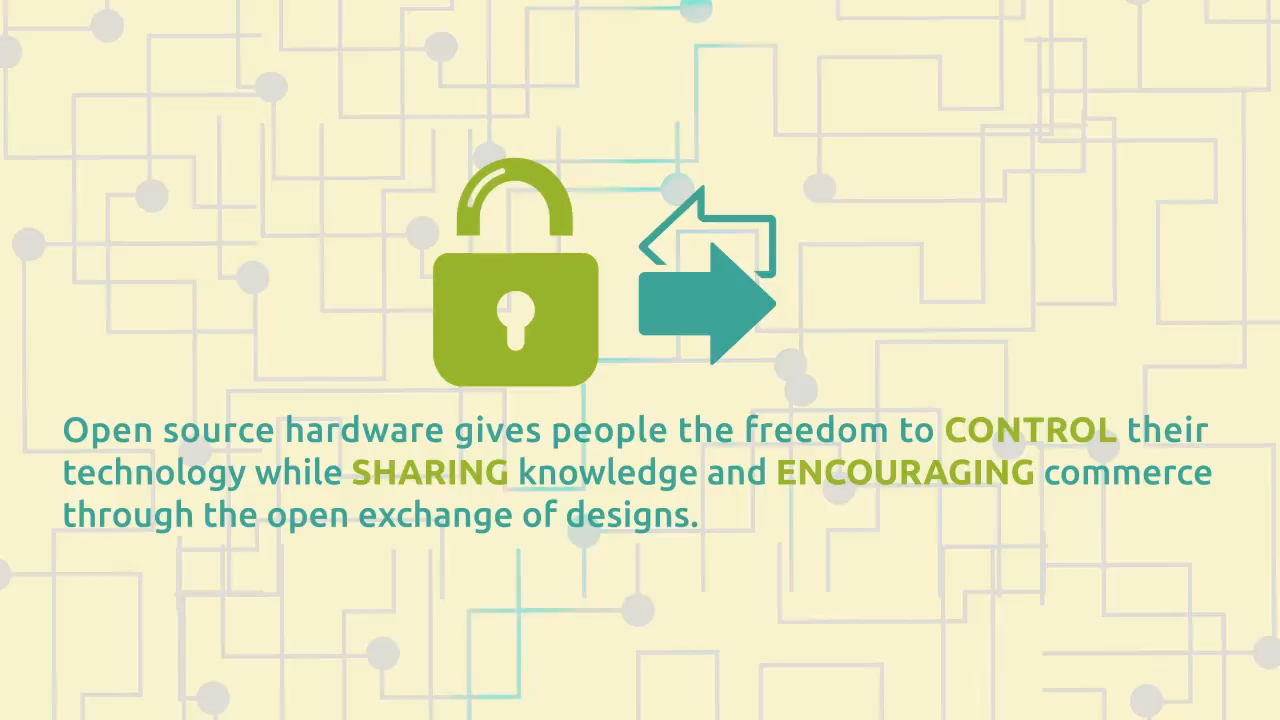 Open source hardware gives people the freedom to CONTROL their
technology while SHARING knowledge and ENCOURAGING commerce
through the open exchange of designs.